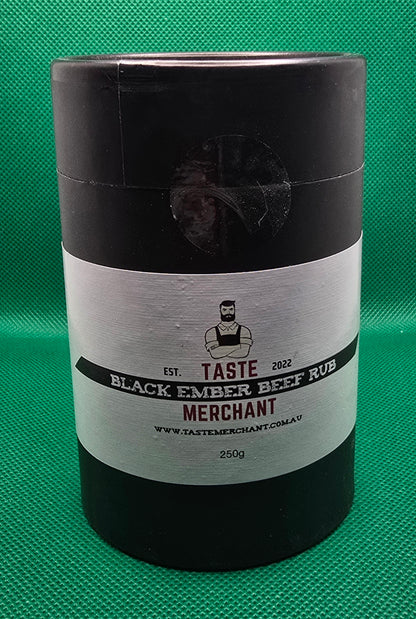 EST. TASTE 2022
BLACK EMBER BEEF RUB
MERCHANT
WWW.TASTEMERCHANT.COM.AU
250g